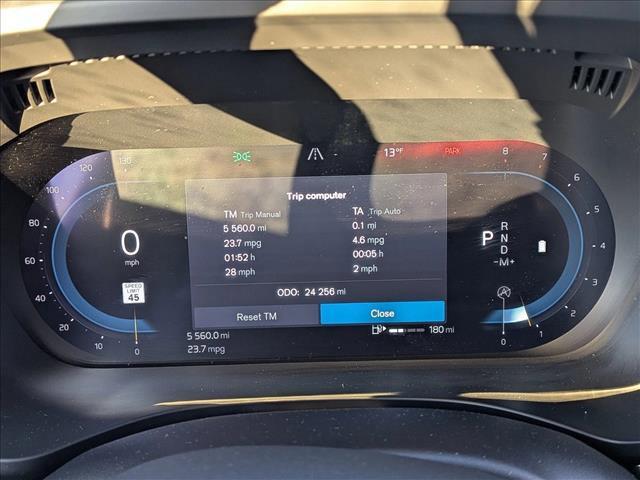 13°F PARK
Trip computer
TM Trip Manual TA Trip Auto
5 560.0 mi 0.1 mi
23.7 mpg 4.6 mpg
01:52 h 00:05 h
28 mph 2 mph
ODO: 24 256 mi
Reset TM Close
5 560.0 mi 180 mi
23.7 mpg
130
120
100
80
60
40
20
10
0
0
mph
SPEED
LIMIT
45
P R
N
D
-M+
A
8
7
6
5
4
3
2
1
0